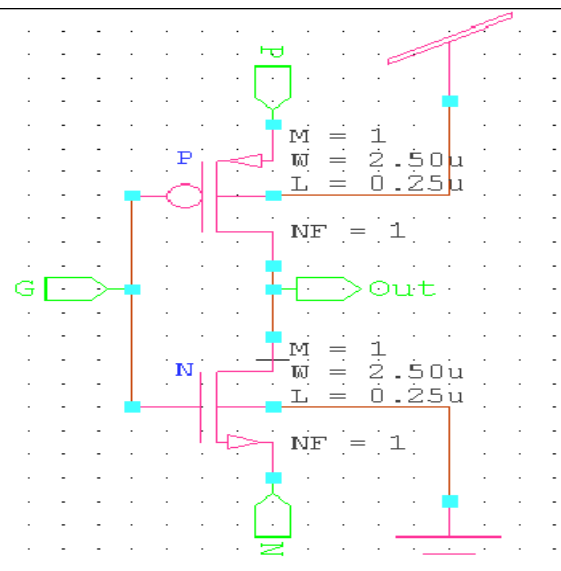 P
P
M = 1
W = 2.50u
L = 0.25u
NF = 1
G
Out
N
M = 1
W = 2.50u
L = 0.25u
NF = 1
N